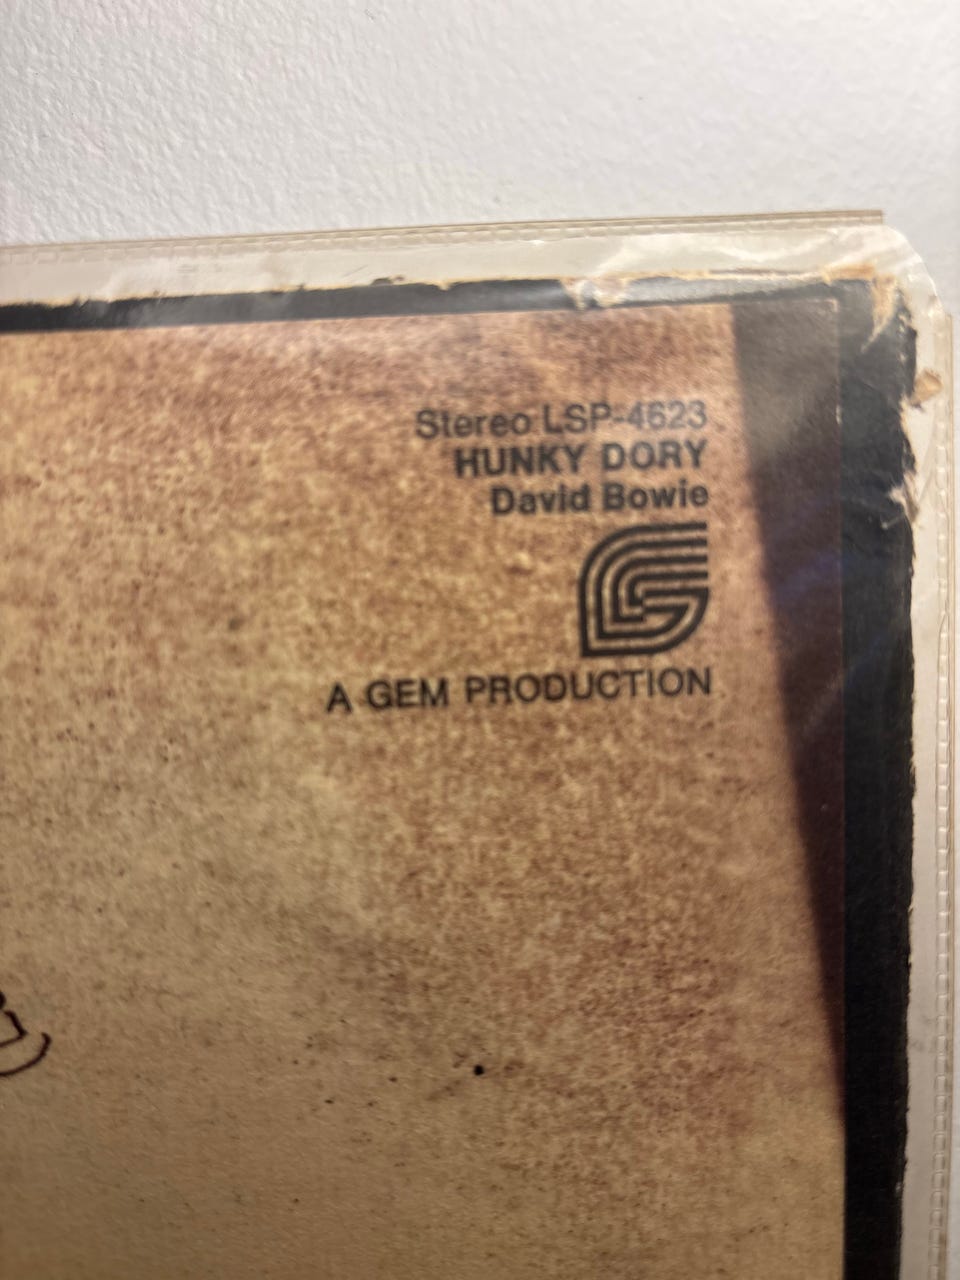 Stereo LSP-4623
HUNKY DORY
David Bowie
A GEM PRODUCTION